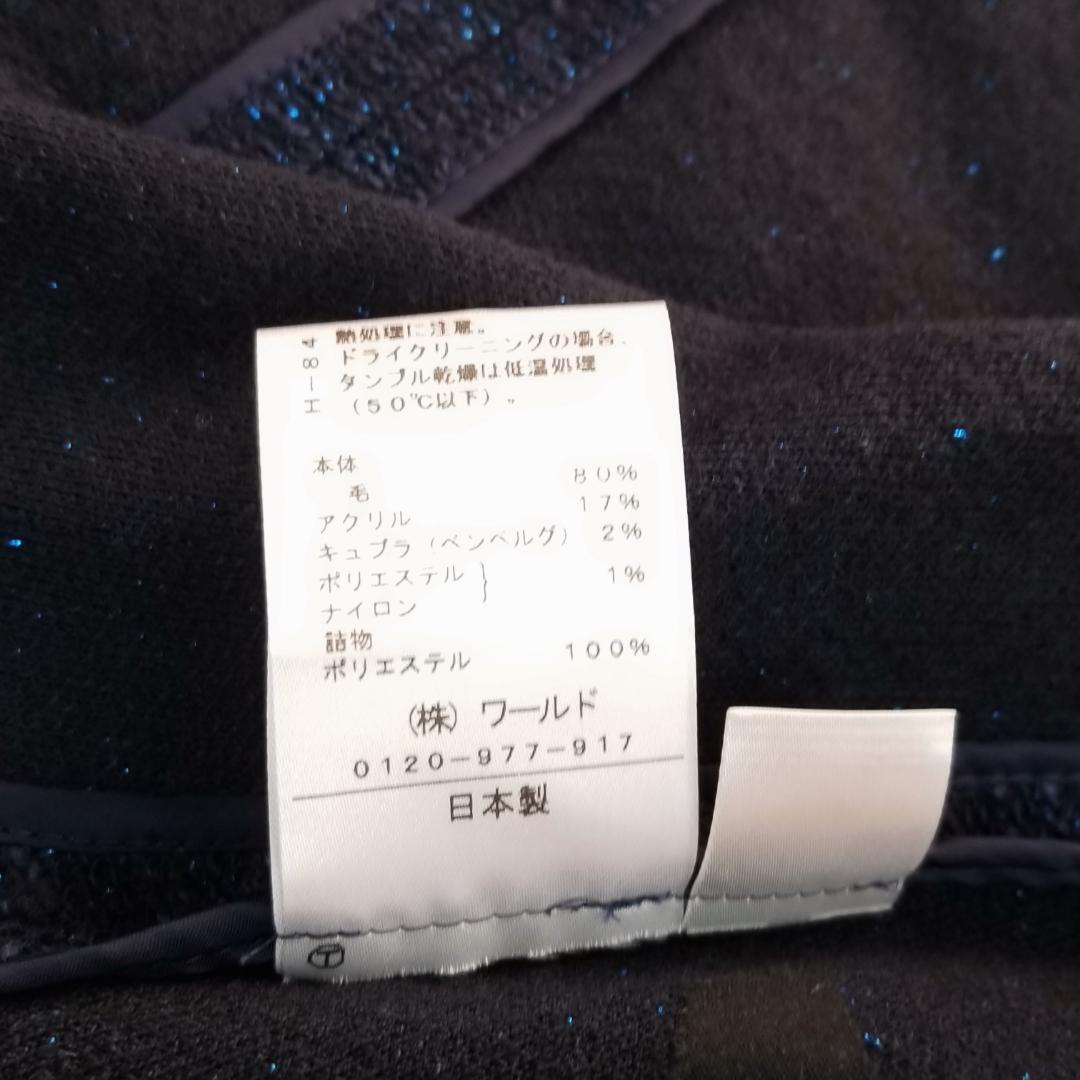 熱処理に注意。
ドライクリーニングの場合、
タンブル乾燥は低温処理
(50℃以下)。
H-84
本体
毛 80%
アクリル 17%
キュプラ(ベンベルグ) 2%
ポリエステル } 1%
ナイロン
詰物
ポリエステル 100%
(株)ワールド
0120-977-917
日本製
Ⓣ